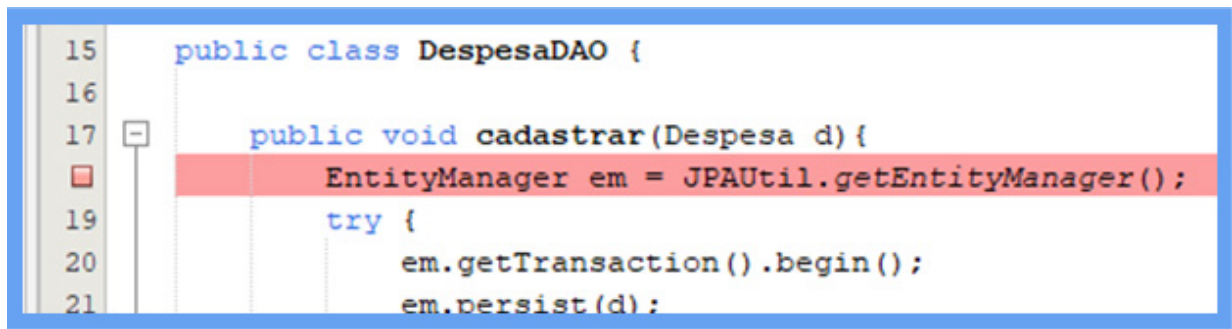 15 public class DespesaDAO {
16
17 public void cadastrar(Despesa d){
EntityManager em = JPAUtil.getEntityManager();
19 try {
20 em.getTransaction().begin();
21 em.persist(d);